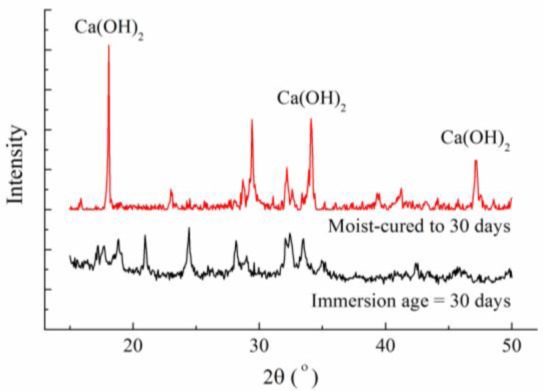 Ca(OH)₂
Ca(OH)₂
Ca(OH)₂
Intensity
Moist-cured to 30 days
Immersion age = 30 days
20 30 40 50
2θ (°)